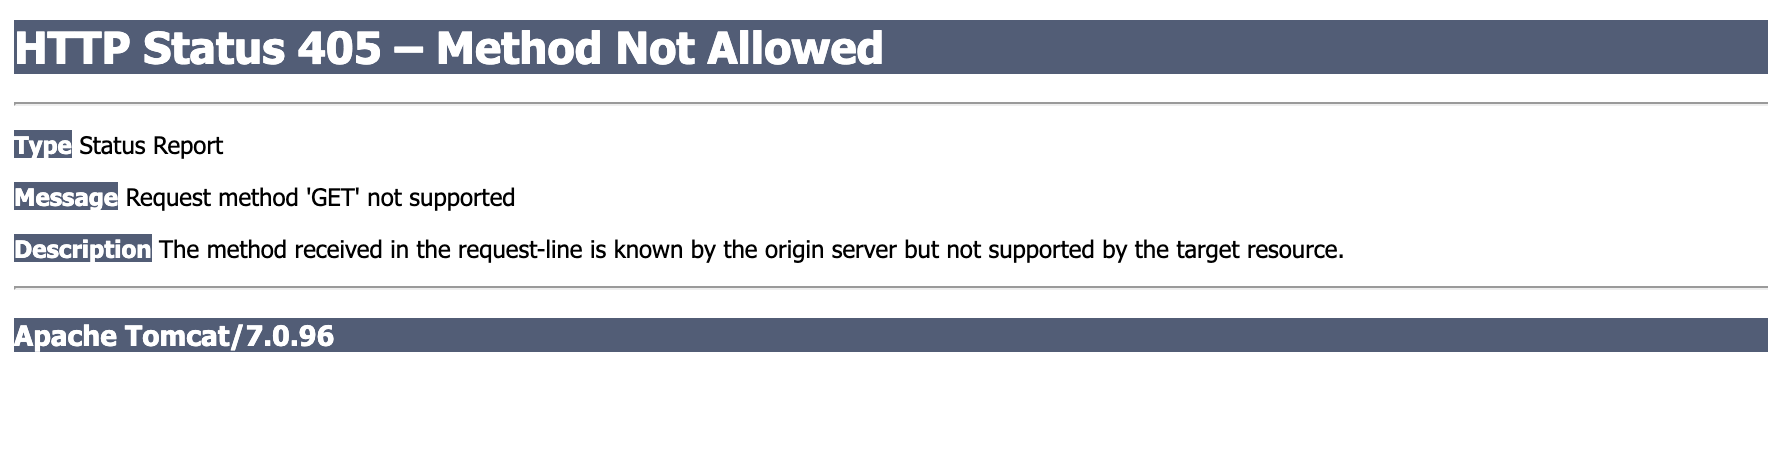 HTTP Status 405 – Method Not Allowed
Type Status Report
Message Request method 'GET' not supported
Description The method received in the request-line is known by the origin server but not supported by the target resource.
Apache Tomcat/7.0.96